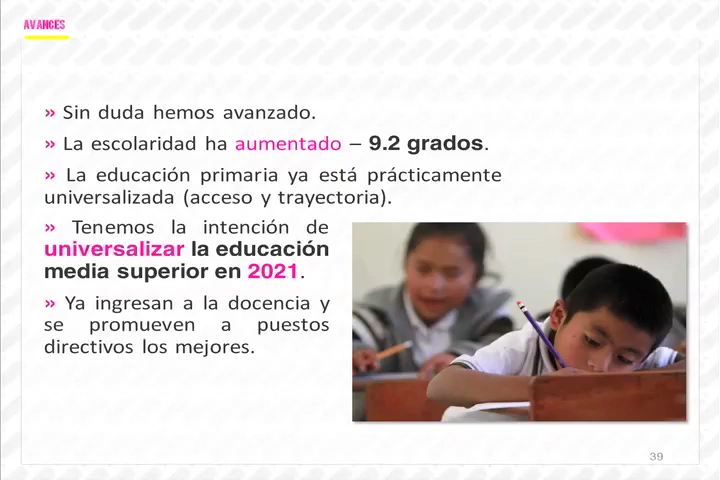 AVANCES
» Sin duda hemos avanzado.
» La escolaridad ha aumentado – 9.2 grados.
» La educación primaria ya está prácticamente
universalizada (acceso y trayectoria).
» Tenemos la intención de
universalizar la educación
media superior en 2021.
» Ya ingresan a la docencia y
se promueven a puestos
directivos los mejores.
39